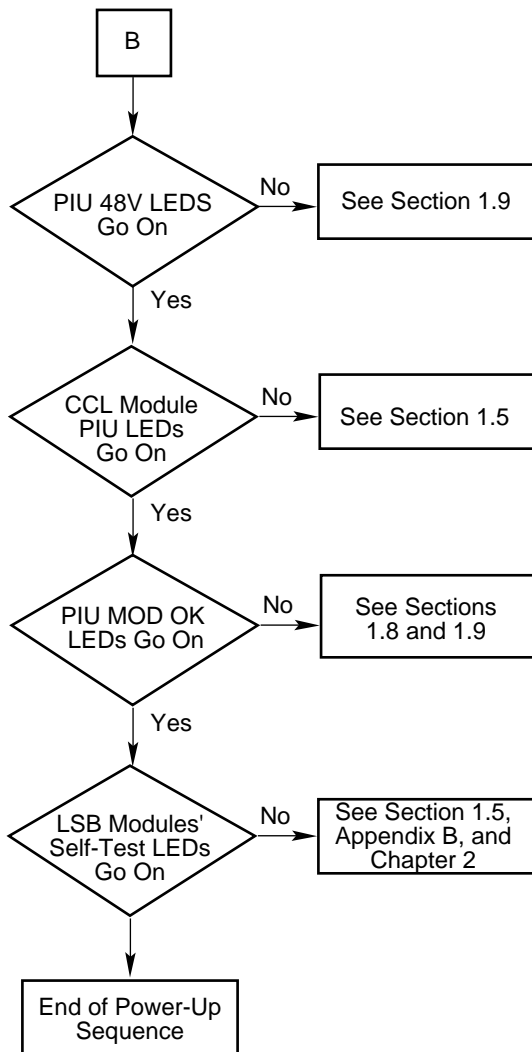 B
PIU 48V LEDS
Go On
No
See Section 1.9
Yes
CCL Module
PIU LEDs
Go On
No
See Section 1.5
Yes
PIU MOD OK
LEDs Go On
No
See Sections
1.8 and 1.9
Yes
LSB Modules'
Self-Test LEDs
Go On
No
See Section 1.5,
Appendix B, and
Chapter 2
End of Power-Up
Sequence